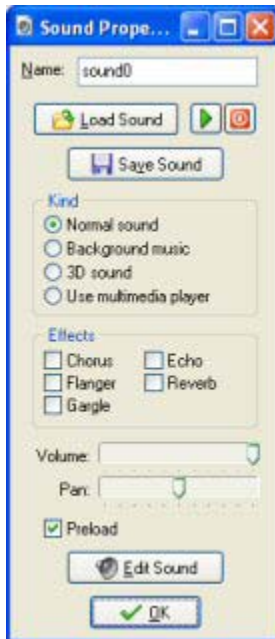 Sound Prope...
Name: sound0
Load Sound
Save Sound
Kind
Normal sound
Background music
3D sound
Use multimedia player
Effects
Chorus Echo
Flanger Reverb
Gargle
Volume:
Pan:
Preload
Edit Sound
OK